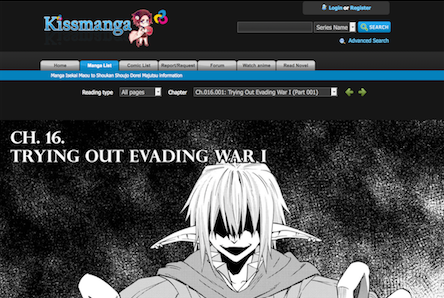 Kissmanga
Login or Register
Series Name
SEARCH
Advanced Search
Home
Manga List
Comic List
Report/Request
Forum
Watch anime
Read Novel
Manga Isekai Maou to Shoukan Shoujo Dorei Majutsu information
Reading type
All pages
Chapter
Ch.016.001: Trying Out Evading War I (Part 001)
CH. 16.
TRYING OUT EVADING WAR I